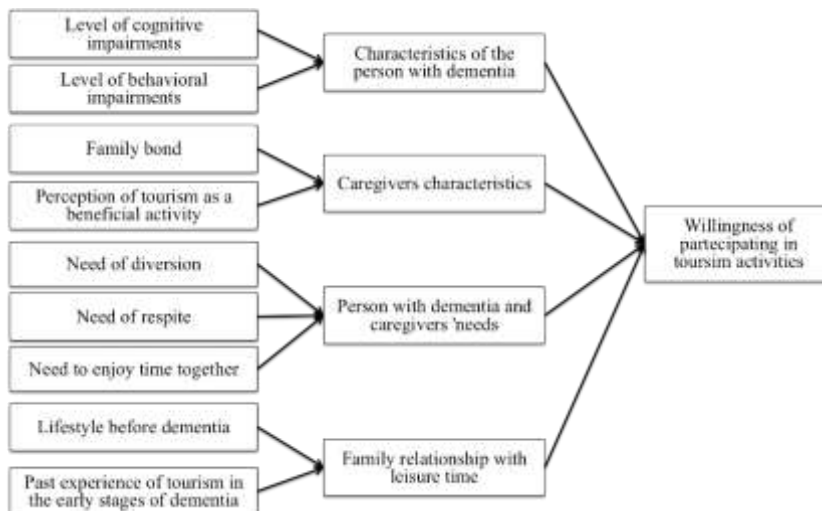 Level of cognitive
impairments
Level of behavioral
impairments
Characteristics of the
person with dementia
Family bond
Perception of tourism as a
beneficial activity
Caregivers characteristics
Need of diversion
Need of respite
Need to enjoy time together
Person with dementia and
caregivers 'needs
Lifestyle before dementia
Past experience of tourism in
the early stages of dementia
Family relationship with
leisure time
Willingness of
partecipating in
toursim activities